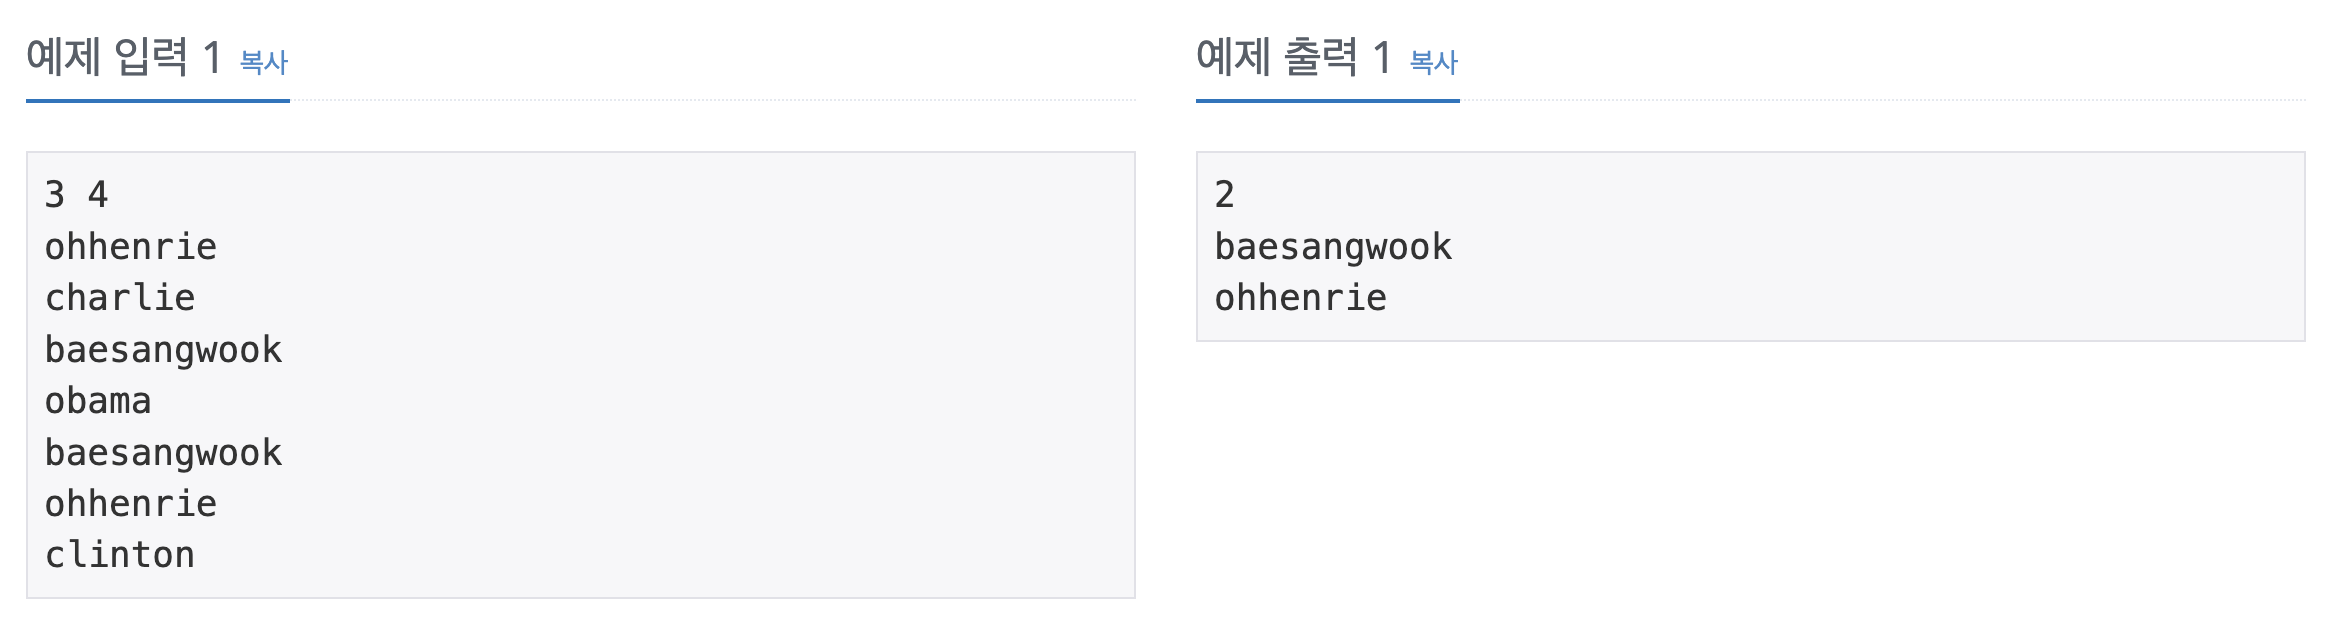 예제 입력 1 복사
3 4
ohhenrie
charlie
baesangwook
obama
baesangwook
ohhenrie
clinton
예제 출력 1 복사
2
baesangwook
ohhenrie